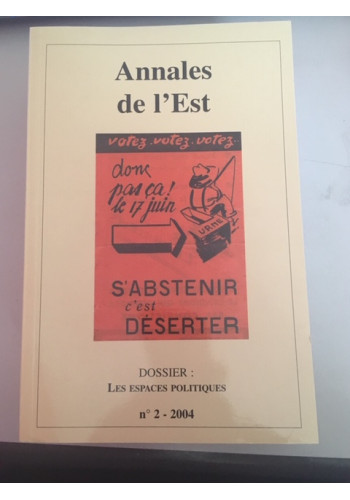 Annales
de l'Est
votez.votez.votez.
donc
pas ça!
le 17 juin
URNE
S'ABSTENIR
c'est
DÉSERTER
DOSSIER :
LES ESPACES POLITIQUES
n° 2 - 2004